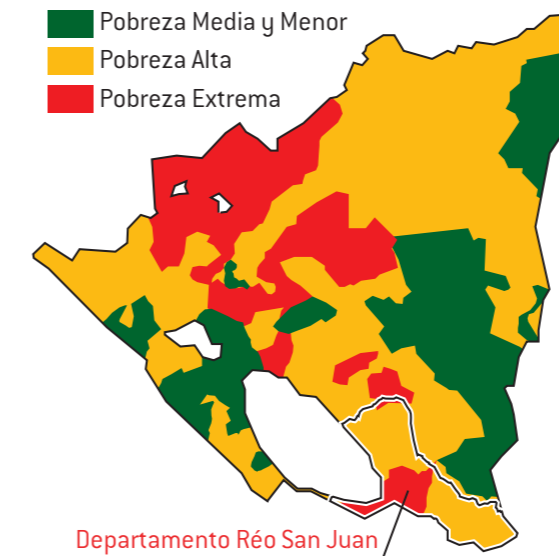 Pobreza Media y Menor
Pobreza Alta
Pobreza Extrema
Departamento Réo San Juan